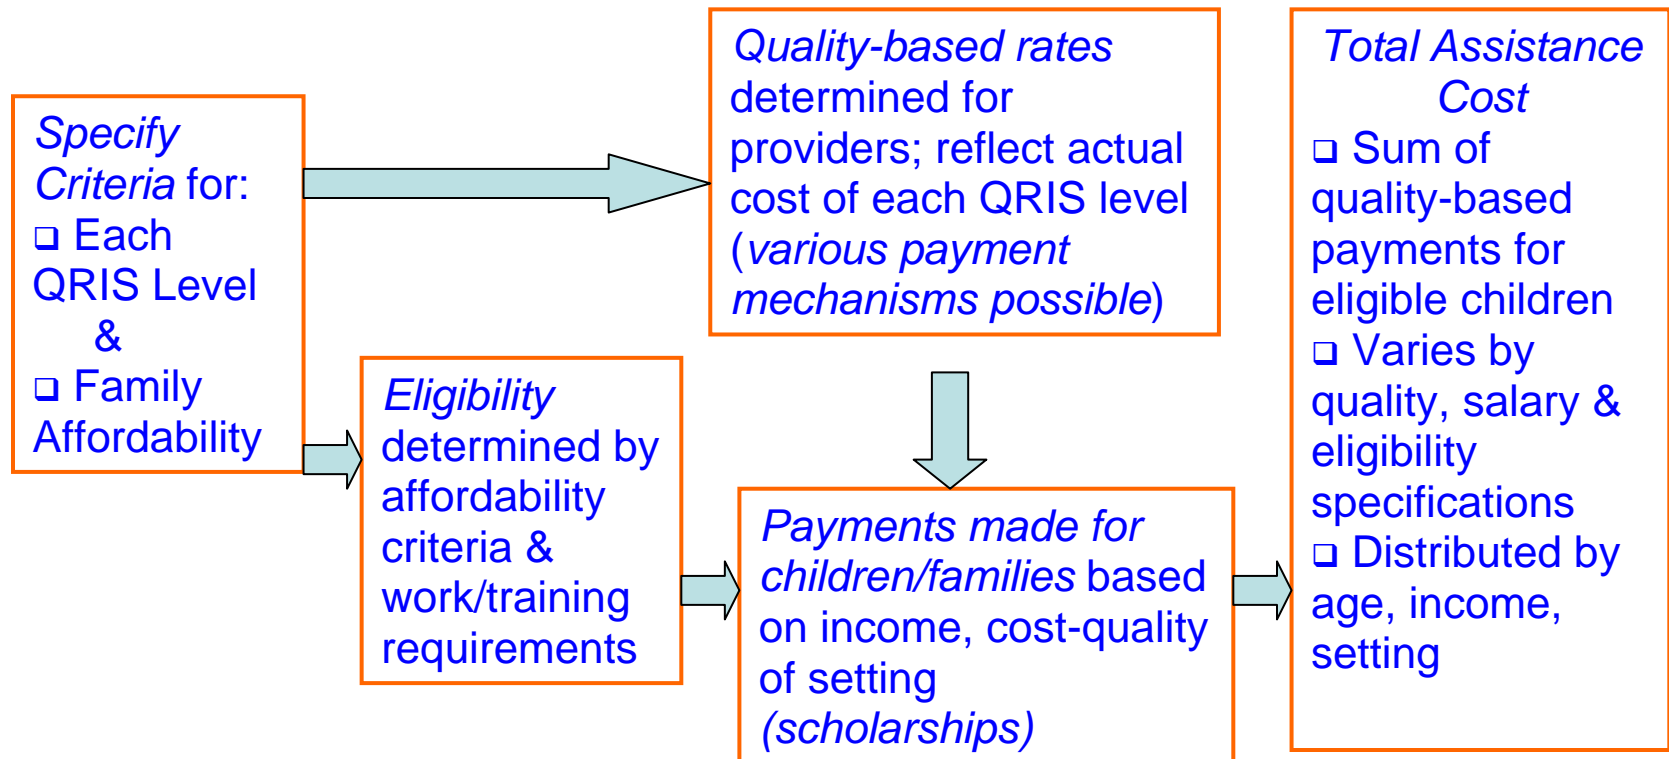 Specify
Criteria for:
❑ Each
QRIS Level
&
❑ Family
Affordability
Quality-based rates
determined for
providers; reflect actual
cost of each QRIS level
(various payment
mechanisms possible)
Eligibility
determined by
affordability
criteria &
work/training
requirements
Payments made for
children/families based
on income, cost-quality
of setting
(scholarships)
Total Assistance
Cost
❑ Sum of
quality-based
payments for
eligible children
❑ Varies by
quality, salary &
eligibility
specifications
❑ Distributed by
age, income,
setting